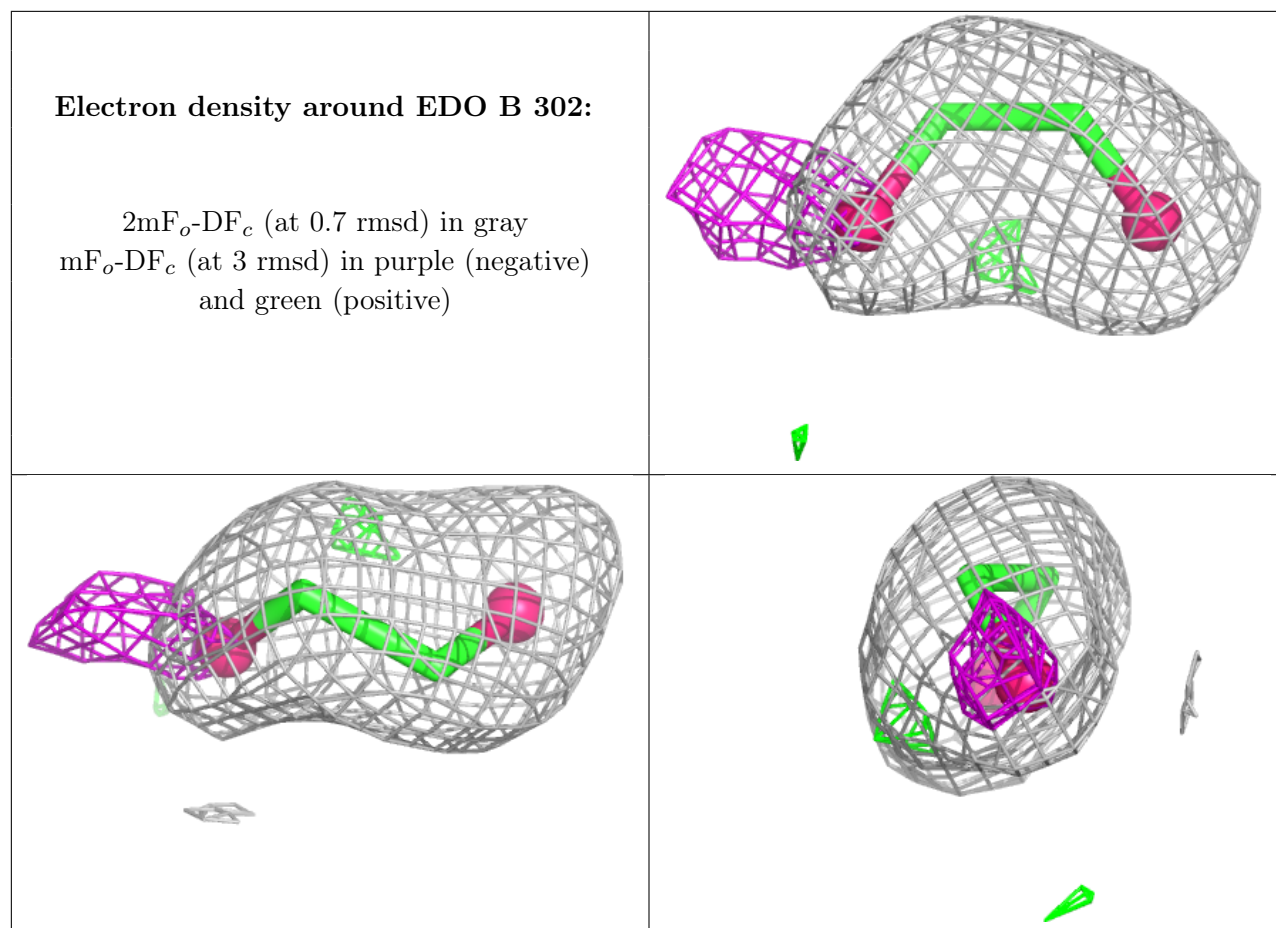 Electron density around EDO B 302:
2mFo-DFc (at 0.7 rmsd) in gray
mFo-DFc (at 3 rmsd) in purple (negative)
and green (positive)